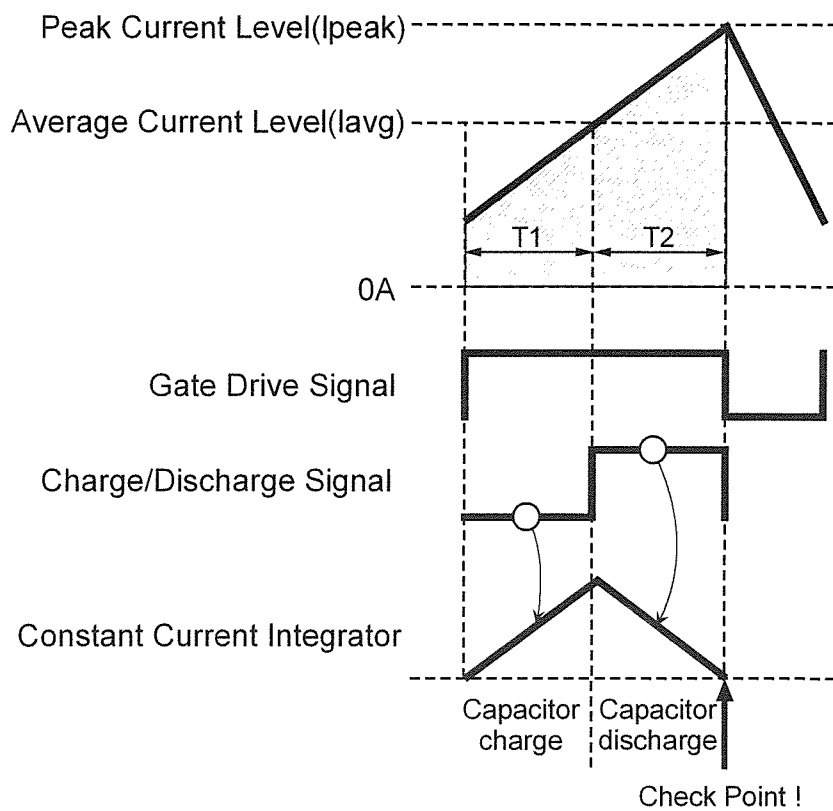 Peak Current Level(Ipeak)
Average Current Level(Iavg)
T1
T2
0A
Gate Drive Signal
Charge/Discharge Signal
Constant Current Integrator
Capacitor
charge
Capacitor
discharge
Check Point !